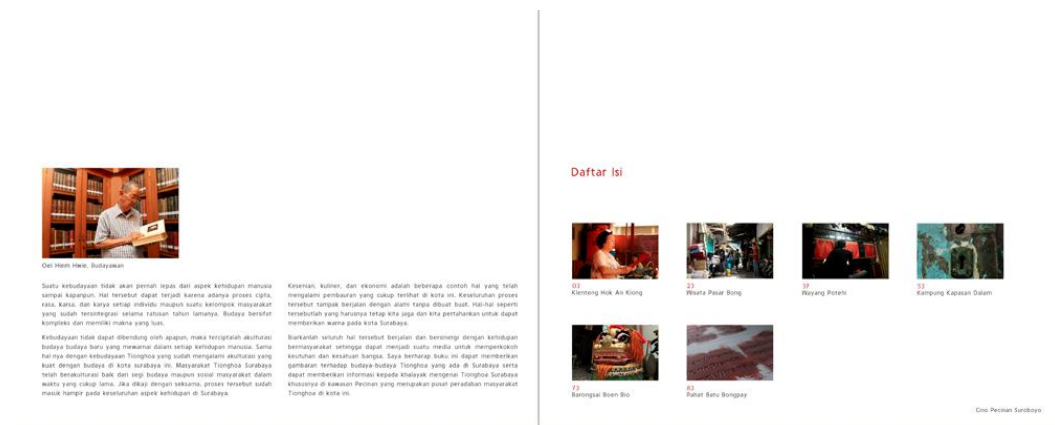 Oei Hiem Hwie, Budayawan
Suatu kebudayaan tidak akan pernah lepas dari aspek kehidupan manusia
sampai kapanpun. Hal tersebut dapat terjadi karena adanya proses cipta,
rasa, karsa, dan karya setiap individu maupun suatu kelompok masyarakat
yang sudah terintegrasi selama ratusan tahun lamanya. Budaya bersifat
kompleks dan memiliki makna yang luas.
Kebudayaan tidak dapat dibendung oleh apapun, maka terciptalah akulturasi
budaya budaya baru yang mewarnai dalam setiap kehidupan manusia. Sama
hal nya dengan kebudayaan Tionghoa yang sudah mengalami akulturasi yang
kuat dengan budaya di kota surabaya ini. Masyarakat Tionghoa Surabaya
telah berakulturasi baik dari segi budaya maupun sosial masyarakat dalam
waktu yang cukup lama. Jika dikaji dengan seksama, proses tersebut sudah
masuk hampir pada keseluruhan aspek kehidupan di Surabaya.
Kesenian, kuliner, dan ekonomi adalah beberapa contoh hal yang telah
mengalami pembauran yang cukup terlihat di kota ini. Keseluruhan proses
tersebut tampak berjalan dengan alami tanpa dibuat buat. Hal-hal seperti
tersebutlah yang harusnya tetap kita jaga dan kita pertahankan untuk dapat
memberikan warna pada kota Surabaya.
Biarkanlah seluruh hal tersebut berjalan dan bersinergi dengan kehidupan
bermasyarakat sehingga dapat menjadi suatu media untuk memperkokoh
keutuhan dan kesatuan bangsa. Saya berharap buku ini dapat memberikan
gambaran terhadap budaya-budaya Tionghoa yang ada di Surabaya serta
dapat memberikan informasi kepada khalayak mengenai Tionghoa Surabaya
khususnya di kawasan Pecinan yang merupakan pusat peradaban masyarakat
Tionghoa di kota ini.
Daftar Isi
03
Klenteng Hok An Kiong
23
Wisata Pasar Bong
37
Wayang Potehi
53
Kampung Kapasan Dalam
73
Barongsai Boen Bio
83
Pahat Batu Bongpay
Cino Pecinan Suroboyo